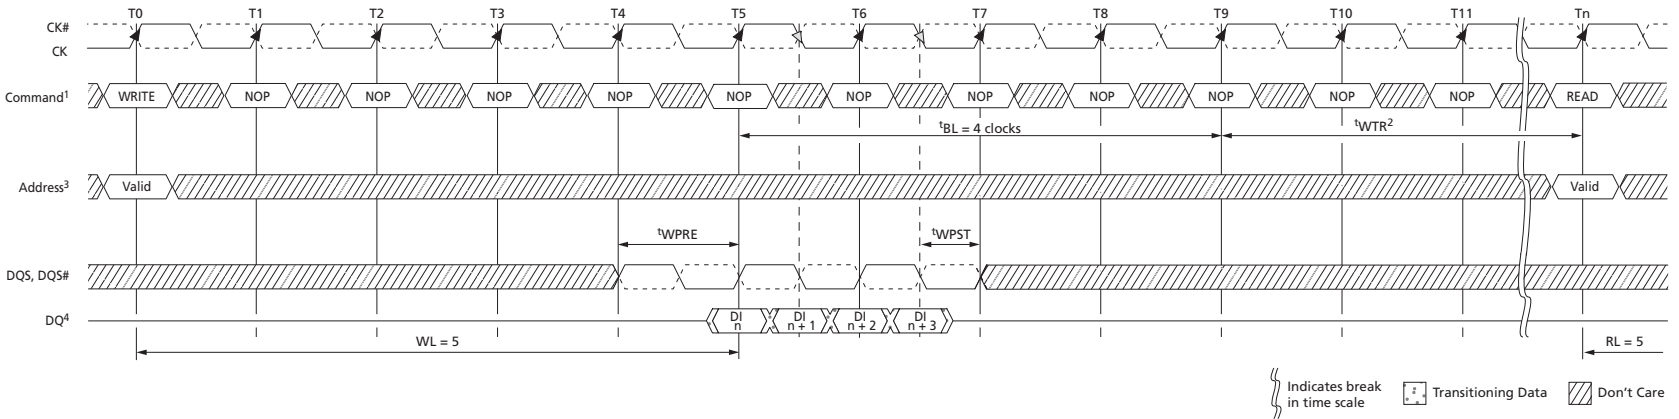 T0 T1 T2 T3 T4 T5 T6 T7 T8 T9 T10 T11 Tn
CK#
CK
Command¹ WRITE NOP NOP NOP NOP NOP NOP NOP NOP NOP NOP NOP READ
ᵗBL = 4 clocks ᵗWTR²
Address³ Valid Valid
ᵗWPRE ᵗWPST
DQS, DQS#
DQ⁴ DI n DI n + 1 DI n + 2 DI n + 3
WL = 5 RL = 5
Indicates break
in time scale
Transitioning Data
Don't Care